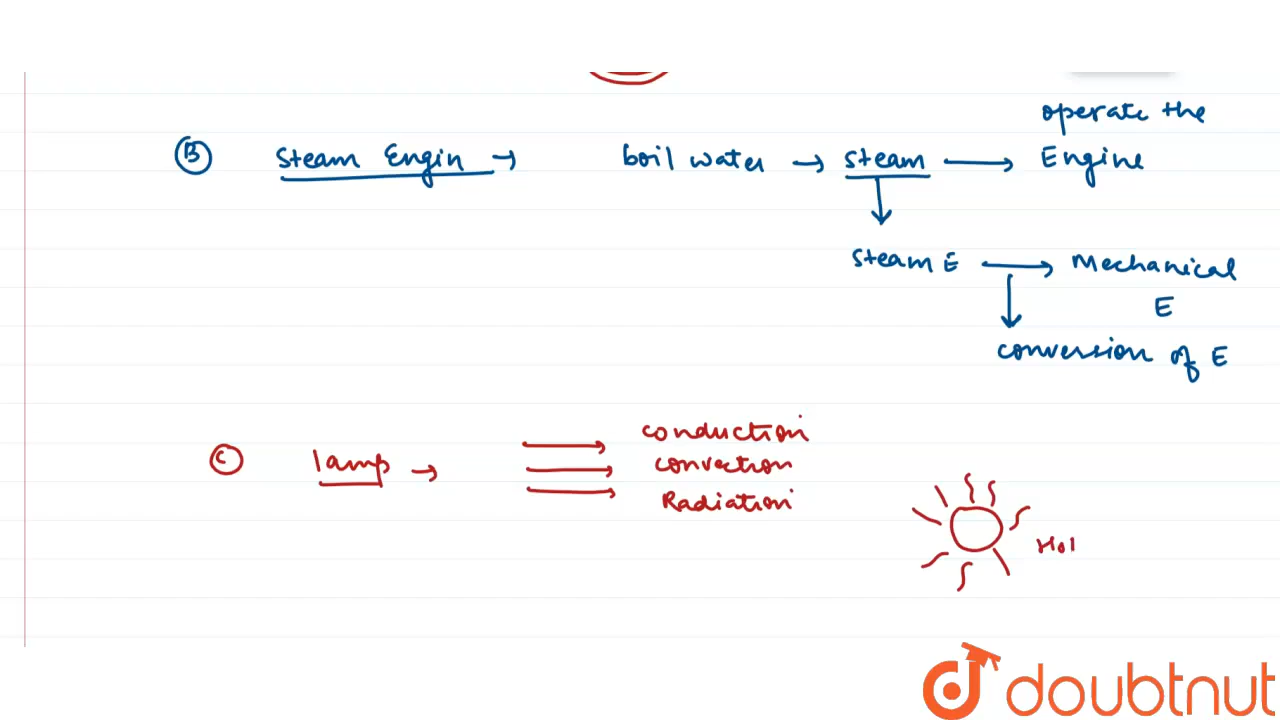 operate the
B Steam Engin → boil water → steam → Engine
steam E → Mechanical
E
conversion of E
C lamp → conduction
convection
Radiation
Hot
doubtnut